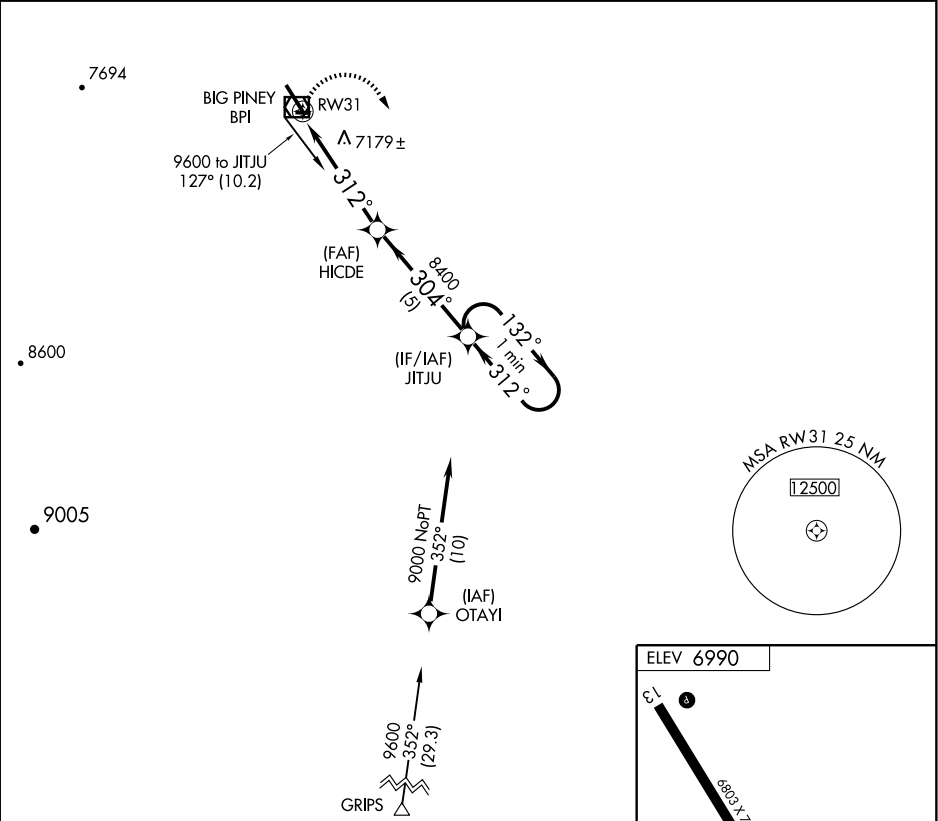 7694
BIG PINEY
BPI
RW31
7179±
9600 to JITJU
127° (10.2)
312°
(FAF)
HICDE
8400
304°
(5)
8600
(IF/IAF)
JITJU
132°
1 min
312°
MSA RW31 25 NM
12500
9005
9000 NoPT
352°
(10)
(IAF)
OTAYI
9600
352°
(29.3)
GRIPS
ELEV 6990
13
P
6803 X 7